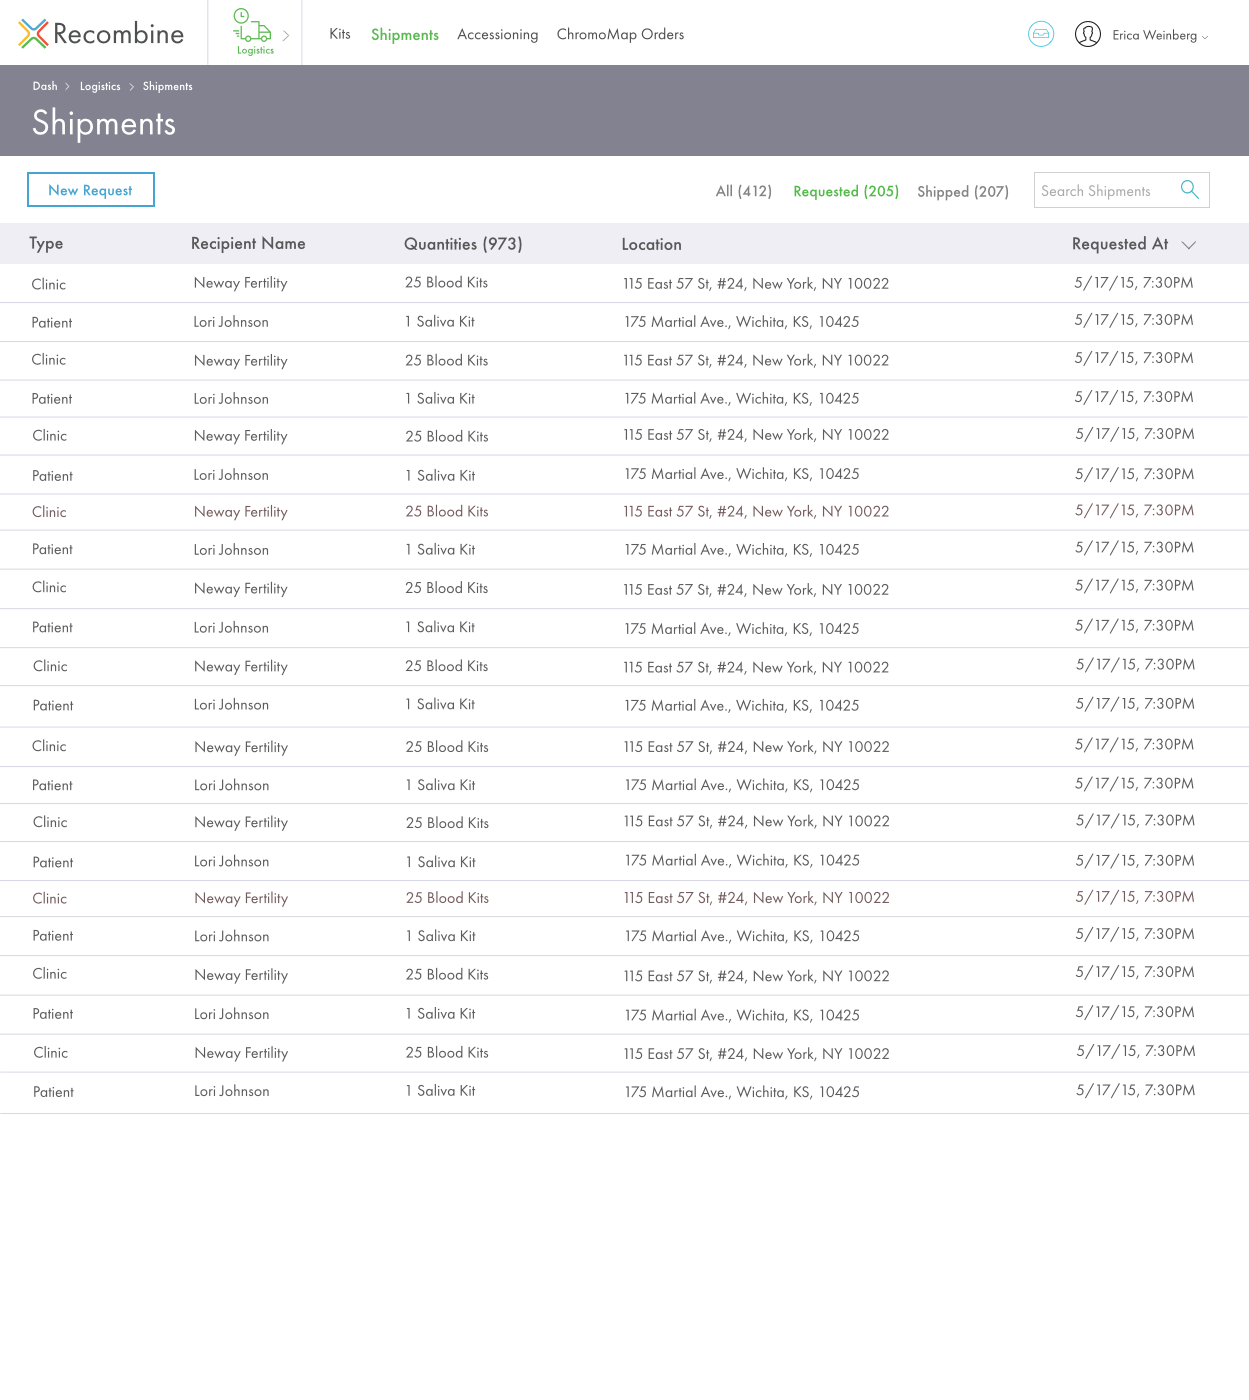 Recombine
Logistics
Kits Shipments Accessioning ChromoMap Orders
Erica Weinberg
Dash Logistics Shipments
Shipments
New Request
All (412) Requested (205) Shipped (207) Search Shipments
Type Recipient Name Quantities (973) Location Requested At
Clinic Neway Fertility 25 Blood Kits 115 East 57 St, #24, New York, NY 10022 5/17/15, 7:30PM
Patient Lori Johnson 1 Saliva Kit 175 Martial Ave., Wichita, KS, 10425 5/17/15, 7:30PM
Clinic Neway Fertility 25 Blood Kits 115 East 57 St, #24, New York, NY 10022 5/17/15, 7:30PM
Patient Lori Johnson 1 Saliva Kit 175 Martial Ave., Wichita, KS, 10425 5/17/15, 7:30PM
Clinic Neway Fertility 25 Blood Kits 115 East 57 St, #24, New York, NY 10022 5/17/15, 7:30PM
Patient Lori Johnson 1 Saliva Kit 175 Martial Ave., Wichita, KS, 10425 5/17/15, 7:30PM
Clinic Neway Fertility 25 Blood Kits 115 East 57 St, #24, New York, NY 10022 5/17/15, 7:30PM
Patient Lori Johnson 1 Saliva Kit 175 Martial Ave., Wichita, KS, 10425 5/17/15, 7:30PM
Clinic Neway Fertility 25 Blood Kits 115 East 57 St, #24, New York, NY 10022 5/17/15, 7:30PM
Patient Lori Johnson 1 Saliva Kit 175 Martial Ave., Wichita, KS, 10425 5/17/15, 7:30PM
Clinic Neway Fertility 25 Blood Kits 115 East 57 St, #24, New York, NY 10022 5/17/15, 7:30PM
Patient Lori Johnson 1 Saliva Kit 175 Martial Ave., Wichita, KS, 10425 5/17/15, 7:30PM
Clinic Neway Fertility 25 Blood Kits 115 East 57 St, #24, New York, NY 10022 5/17/15, 7:30PM
Patient Lori Johnson 1 Saliva Kit 175 Martial Ave., Wichita, KS, 10425 5/17/15, 7:30PM
Clinic Neway Fertility 25 Blood Kits 115 East 57 St, #24, New York, NY 10022 5/17/15, 7:30PM
Patient Lori Johnson 1 Saliva Kit 175 Martial Ave., Wichita, KS, 10425 5/17/15, 7:30PM
Clinic Neway Fertility 25 Blood Kits 115 East 57 St, #24, New York, NY 10022 5/17/15, 7:30PM
Patient Lori Johnson 1 Saliva Kit 175 Martial Ave., Wichita, KS, 10425 5/17/15, 7:30PM
Clinic Neway Fertility 25 Blood Kits 115 East 57 St, #24, New York, NY 10022 5/17/15, 7:30PM
Patient Lori Johnson 1 Saliva Kit 175 Martial Ave., Wichita, KS, 10425 5/17/15, 7:30PM
Clinic Neway Fertility 25 Blood Kits 115 East 57 St, #24, New York, NY 10022 5/17/15, 7:30PM
Patient Lori Johnson 1 Saliva Kit 175 Martial Ave., Wichita, KS, 10425 5/17/15, 7:30PM